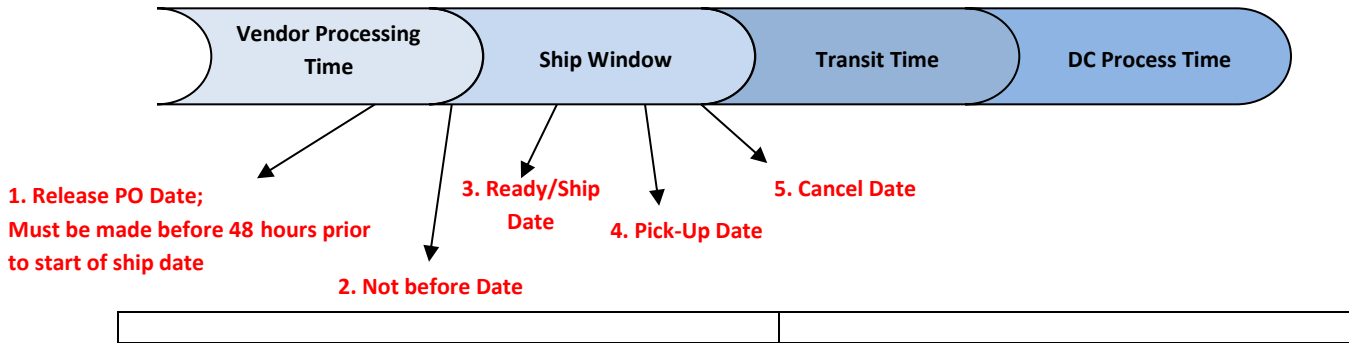 Vendor Processing
Time
Ship Window
Transit Time
DC Process Time
1. Release PO Date;
Must be made before 48 hours prior
to start of ship date
2. Not before Date
3. Ready/Ship
Date
4. Pick-Up Date
5. Cancel Date